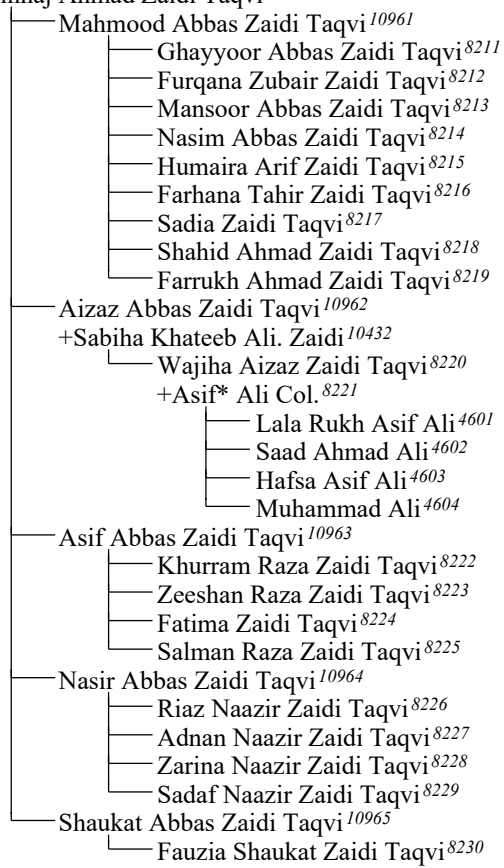 Ahmad Zaidi Taqvi
Mahmood Abbas Zaidi Taqvi 10961
Ghayyoor Abbas Zaidi Taqvi 8211
Furqana Zubair Zaidi Taqvi 8212
Mansoor Abbas Zaidi Taqvi 8213
Nasim Abbas Zaidi Taqvi 8214
Humaira Arif Zaidi Taqvi 8215
Farhana Tahir Zaidi Taqvi 8216
Sadia Zaidi Taqvi 8217
Shahid Ahmad Zaidi Taqvi 8218
Farrukh Ahmad Zaidi Taqvi 8219
Aizaz Abbas Zaidi Taqvi 10962
+Sabiha Khateeb Ali. Zaidi 10432
Wajiha Aizaz Zaidi Taqvi 8220
+Asif* Ali Col. 8221
Lala Rukh Asif Ali 4601
Saad Ahmad Ali 4602
Hafsa Asif Ali 4603
Muhammad Ali 4604
Asif Abbas Zaidi Taqvi 10963
Khurram Raza Zaidi Taqvi 8222
Zeeshan Raza Zaidi Taqvi 8223
Fatima Zaidi Taqvi 8224
Salman Raza Zaidi Taqvi 8225
Nasir Abbas Zaidi Taqvi 10964
Riaz Naazir Zaidi Taqvi 8226
Adnan Naazir Zaidi Taqvi 8227
Zarina Naazir Zaidi Taqvi 8228
Sadaf Naazir Zaidi Taqvi 8229
Shaukat Abbas Zaidi Taqvi 10965
Fauzia Shaukat Zaidi Taqvi 8230